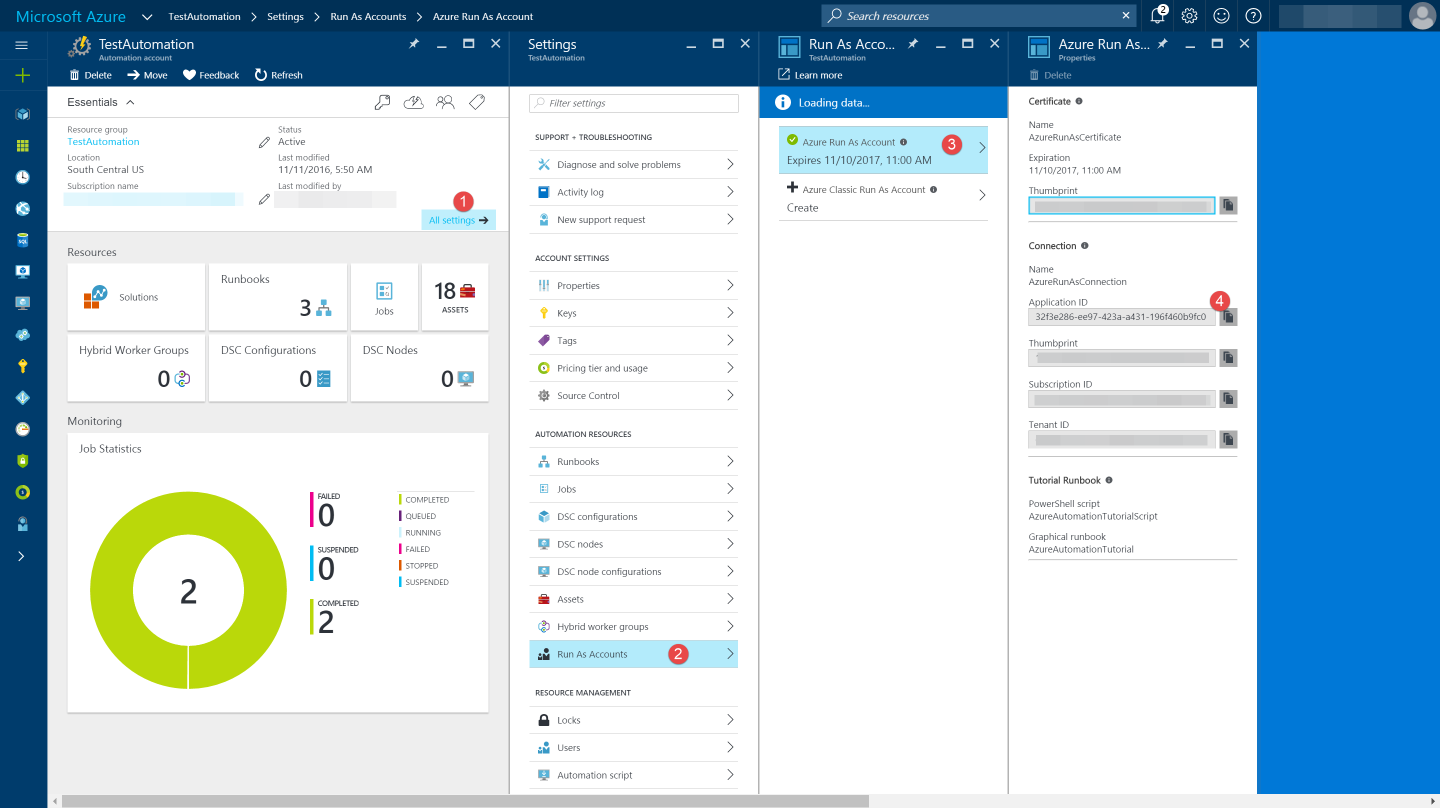 Microsoft Azure
TestAutomation
Settings
Run As Accounts
Azure Run As Account
Search resources
2
TestAutomation
Automation account
Delete
Move
Feedback
Refresh
Essentials
Resource group
TestAutomation
Location
South Central US
Subscription name
Status
Active
Last modified
11/11/2016, 5:50 AM
Last modified by
1
All settings
Resources
Solutions
Runbooks
3
Jobs
18
ASSETS
Hybrid Worker Groups
0
DSC Configurations
0
DSC Nodes
0
Monitoring
Job Statistics
2
FAILED
0
SUSPENDED
0
COMPLETED
2
COMPLETED
QUEUED
RUNNING
FAILED
STOPPED
SUSPENDED
Settings
TestAutomation
Filter settings
SUPPORT + TROUBLESHOOTING
Diagnose and solve problems
Activity log
New support request
ACCOUNT SETTINGS
Properties
Keys
Tags
Pricing tier and usage
Source Control
AUTOMATION RESOURCES
Runbooks
Jobs
DSC configurations
DSC nodes
DSC node configurations
Assets
Hybrid worker groups
Run As Accounts
2
RESOURCE MANAGEMENT
Locks
Users
Automation script
Run As Acco...
TestAutomation
Learn more
Loading data...
Azure Run As Account
Expires 11/10/2017, 11:00 AM
3
Azure Classic Run As Account
Create
Azure Run As...
Properties
Delete
Certificate
Name
AzureRunAsCertificate
Expiration
11/10/2017, 11:00 AM
Thumbprint
Connection
Name
AzureRunAsConnection
Application ID
4
32f3e286-ee97-423a-a431-196f460b9fc0
Thumbprint
Subscription ID
Tenant ID
Tutorial Runbook
PowerShell script
AzureAutomationTutorialScript
Graphical runbook
AzureAutomationTutorial